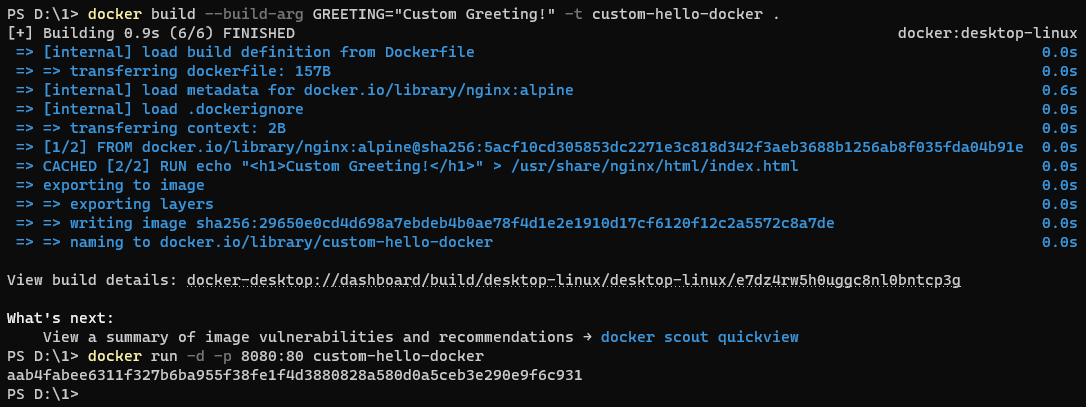 PS D:\1> docker build --build-arg GREETING="Custom Greeting!" -t custom-hello-docker .
[+] Building 0.9s (6/6) FINISHED docker:desktop-linux
=> [internal] load build definition from Dockerfile 0.0s
=> => transferring dockerfile: 157B 0.0s
=> [internal] load metadata for docker.io/library/nginx:alpine 0.6s
=> [internal] load .dockerignore 0.0s
=> => transferring context: 2B 0.0s
=> [1/2] FROM docker.io/library/nginx:alpine@sha256:5acf10cd305853dc2271e3c818d342f3aeb3688b1256ab8f035fda04b91e 0.0s
=> CACHED [2/2] RUN echo "<h1>Custom Greeting!</h1>" > /usr/share/nginx/html/index.html 0.0s
=> exporting to image 0.0s
=> => exporting layers 0.0s
=> => writing image sha256:29650e0cd4d698a7ebdeb4b0ae78f4d1e2e1910d17cf6120f12c2a5572c8a7de 0.0s
=> => naming to docker.io/library/custom-hello-docker 0.0s
View build details: docker-desktop://dashboard/build/desktop-linux/desktop-linux/e7dz4rw5h0uggc8nl0bntcp3g
What's next:
View a summary of image vulnerabilities and recommendations → docker scout quickview
PS D:\1> docker run -d -p 8080:80 custom-hello-docker
aab4fabee6311f327b6ba955f38fe1f4d3880828a580d0a5ceb3e290e9f6c931
PS D:\1>